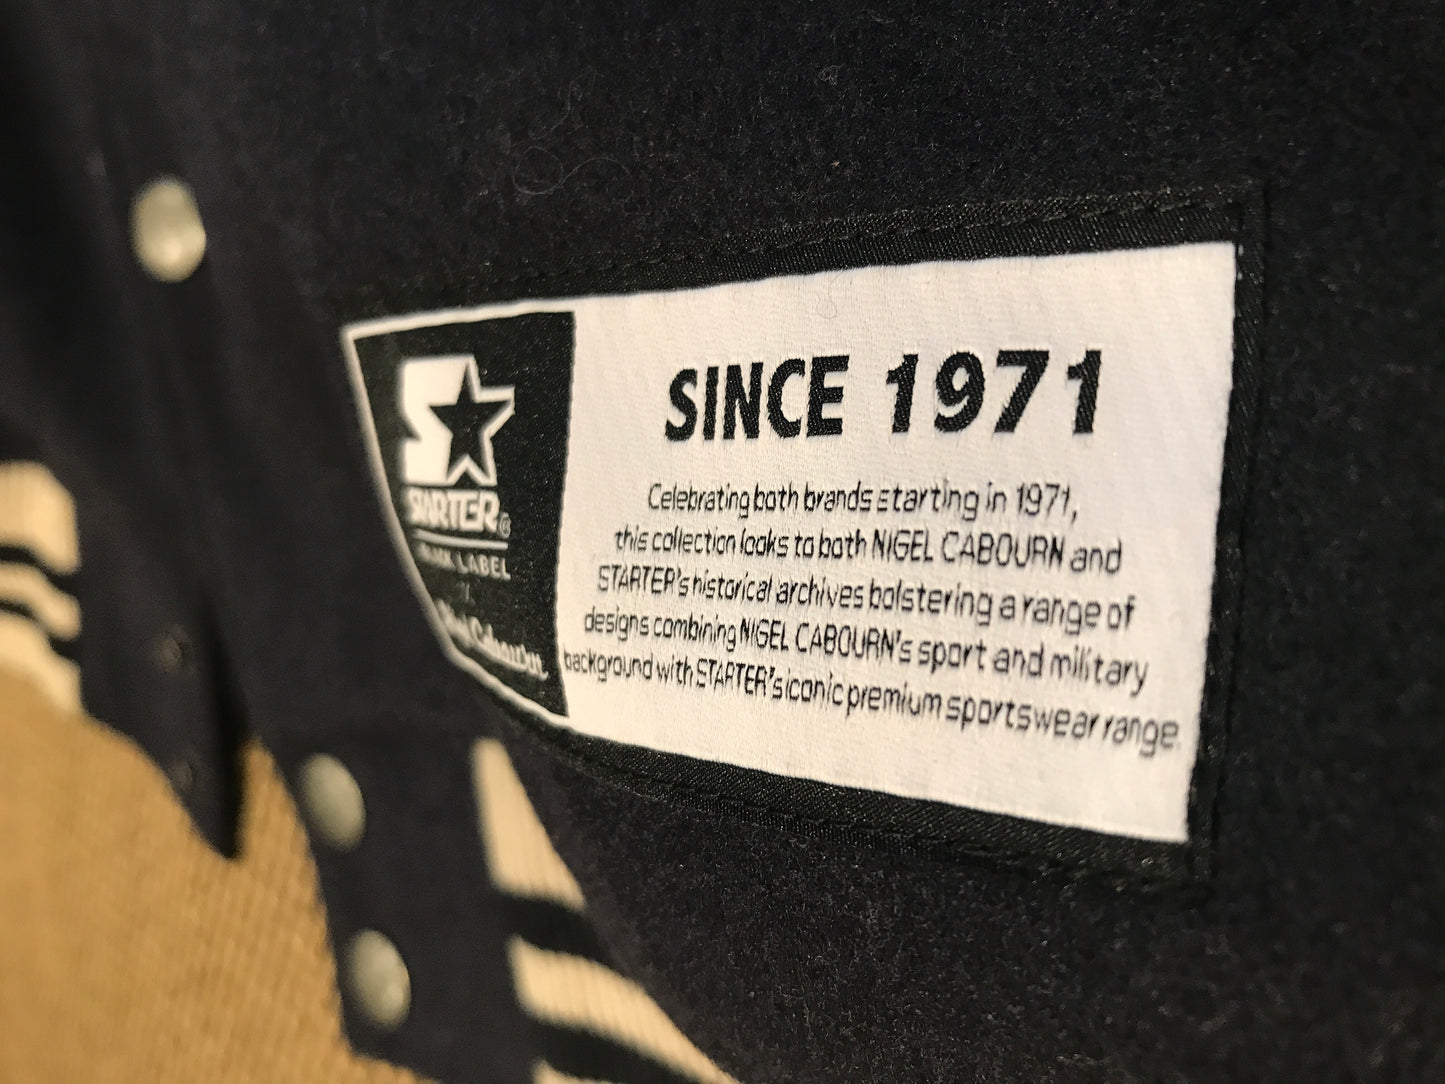 STARTER®
BLACK LABEL
X
Nigel Cabourn
SINCE 1971
Celebrating both brands starting in 1971,
this collection looks to both NIGEL CABOURN and
STARTER's historical archives bolstering a range of
designs combining NIGEL CABOURN's sport and military
background with STARTER's iconic premium sportswear range.